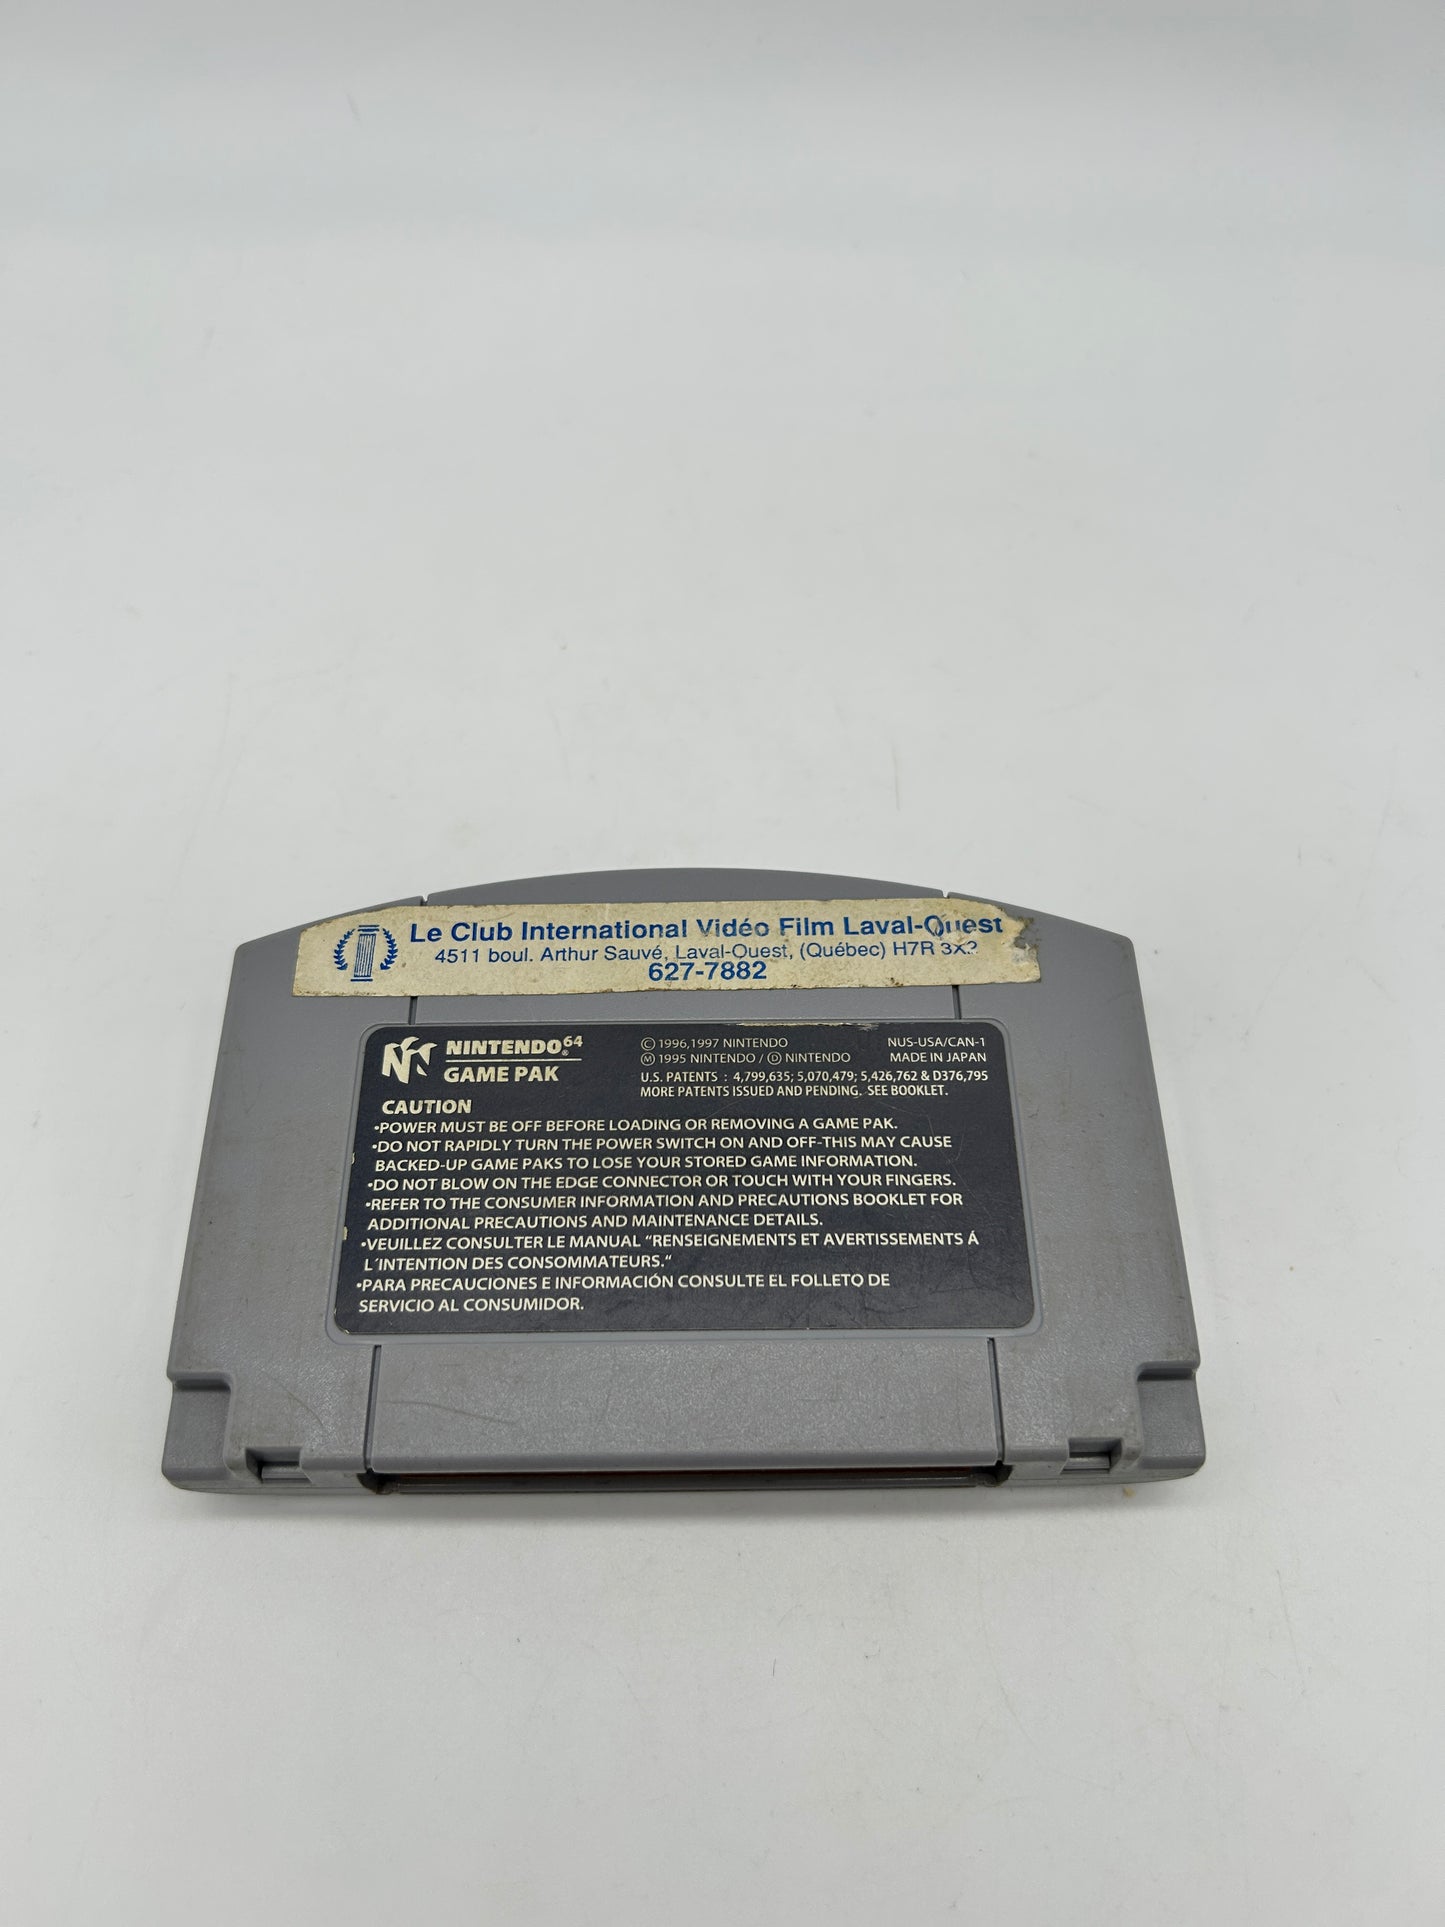 Le Club International Vidéo Film Laval-Ouest
4511 boul. Arthur Sauvé, Laval-Ouest, (Québec) H7R
627-7882
NINTENDO64®
GAME PAK
© 1996,1997 NINTENDO
Ⓜ 1995 NINTENDO / Ⓓ NINTENDO
NUS-USA/CAN-1
MADE IN JAPAN
U.S. PATENTS : 4,799,635; 5,070,479; 5,426,762 & D376,795
MORE PATENTS ISSUED AND PENDING. SEE BOOKLET.
CAUTION
•POWER MUST BE OFF BEFORE LOADING OR REMOVING A GAME PAK.
•DO NOT RAPIDLY TURN THE POWER SWITCH ON AND OFF-THIS MAY CAUSE
BACKED-UP GAME PAKS TO LOSE YOUR STORED GAME INFORMATION.
•DO NOT BLOW ON THE EDGE CONNECTOR OR TOUCH WITH YOUR FINGERS.
•REFER TO THE CONSUMER INFORMATION AND PRECAUTIONS BOOKLET FOR
ADDITIONAL PRECAUTIONS AND MAINTENANCE DETAILS.
•VEUILLEZ CONSULTER LE MANUAL "RENSEIGNEMENTS ET AVERTISSEMENTS Á
L'INTENTION DES CONSOMMATEURS."
•PARA PRECAUCIONES E INFORMACIÓN CONSULTE EL FOLLETO DE
SERVICIO AL CONSUMIDOR.